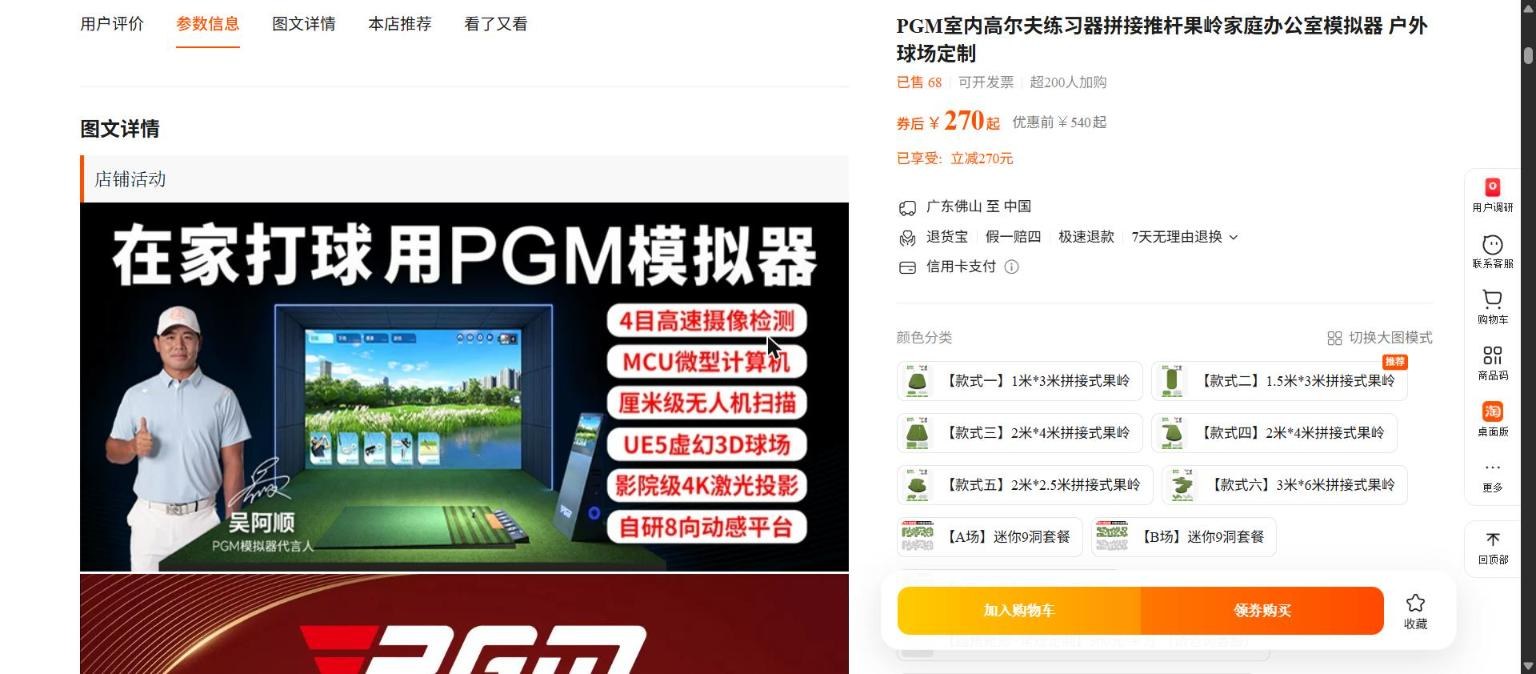 用户评价 参数信息 图文详情 本店推荐 看了又看
图文详情
店铺活动
在家打球用PGM模拟器
4目高速摄像检测
MCU微型计算机
厘米级无人机扫描
UE5虚幻3D球场
影院级4K激光投影
自研8向动感平台
吴阿顺
PGM模拟器代言人
PGM
PGM
PGM室内高尔夫练习器拼接推杆果岭家庭办公室模拟器 户外
球场定制
已售 68 可开发票 超200人加购
券后 ￥270起 优惠前￥540起
已享受: 立减270元
广东佛山 至 中国
退货宝 假一赔四 极速退款 7天无理由退换
信用卡支付
颜色分类 切换大图模式
推荐
【款式一】1米*3米拼接式果岭 【款式二】1.5米*3米拼接式果岭
【款式三】2米*4米拼接式果岭 【款式四】2米*4米拼接式果岭
【款式五】2米*2.5米拼接式果岭 【款式六】3米*6米拼接式果岭
【A场】迷你9洞套餐 【B场】迷你9洞套餐
加入购物车 领券购买 收藏
用户调研
联系客服
购物车
商品码
淘
桌面版
更多
回顶部